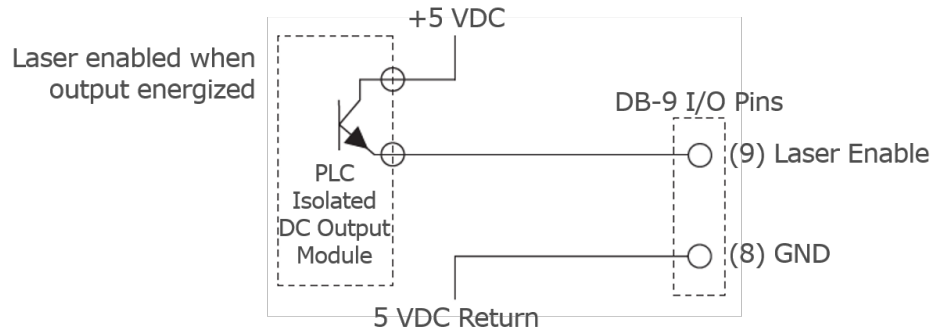 +5 VDC
Laser enabled when
output energized
DB-9 I/O Pins
(9) Laser Enable
PLC
Isolated
DC Output
Module
(8) GND
5 VDC Return